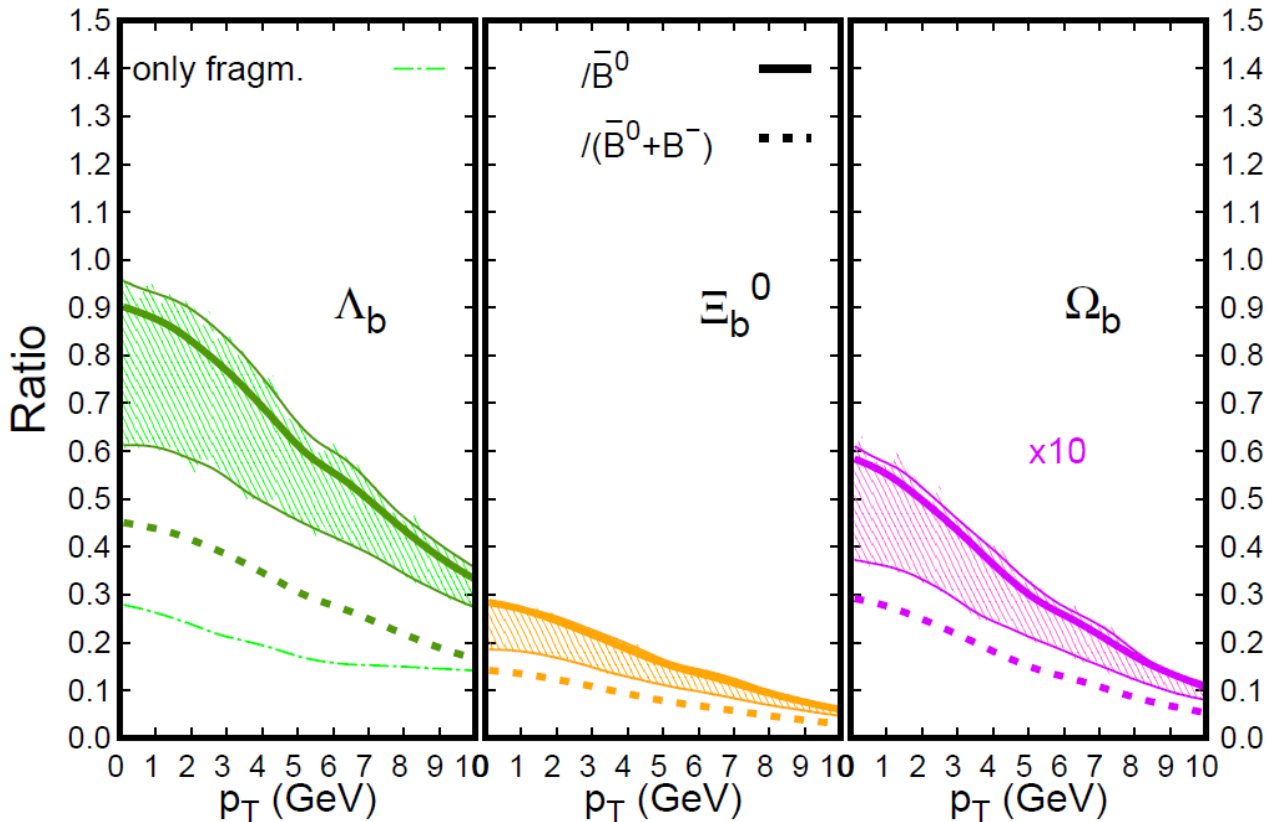 Ratio
1.5
1.4
1.3
1.2
1.1
1.0
0.9
0.8
0.7
0.6
0.5
0.4
0.3
0.2
0.1
0.0
only fragm.
Λb
0 1 2 3 4 5 6 7 8 9 10
pT (GeV)
/B̄⁰
/(B̄⁰+B⁻)
Ξb⁰
0 1 2 3 4 5 6 7 8 9 10
pT (GeV)
Ωb
x10
0 1 2 3 4 5 6 7 8 9 10
pT (GeV)
1.5
1.4
1.3
1.2
1.1
1.0
0.9
0.8
0.7
0.6
0.5
0.4
0.3
0.2
0.1
0.0